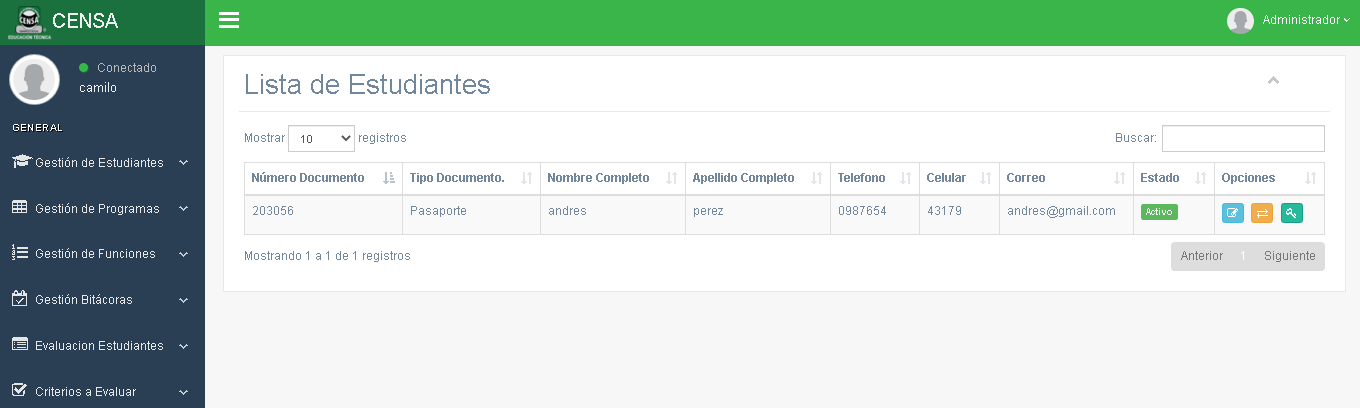 CENSA
EDUCACIÓN TÉCNICA
CENSA
Administrador
Conectado
camilo
GENERAL
Gestión de Estudiantes
Gestión de Programas
Gestión de Funciones
Gestión Bitácoras
Evaluacion Estudiantes
Criterios a Evaluar
Lista de Estudiantes
Mostrar 10 registros
Buscar:
Número Documento Tipo Documento. Nombre Completo Apellido Completo Telefono Celular Correo Estado Opciones
203056 Pasaporte andres perez 0987654 43179 andres@gmail.com Activo
Mostrando 1 a 1 de 1 registros
Anterior 1 Siguiente